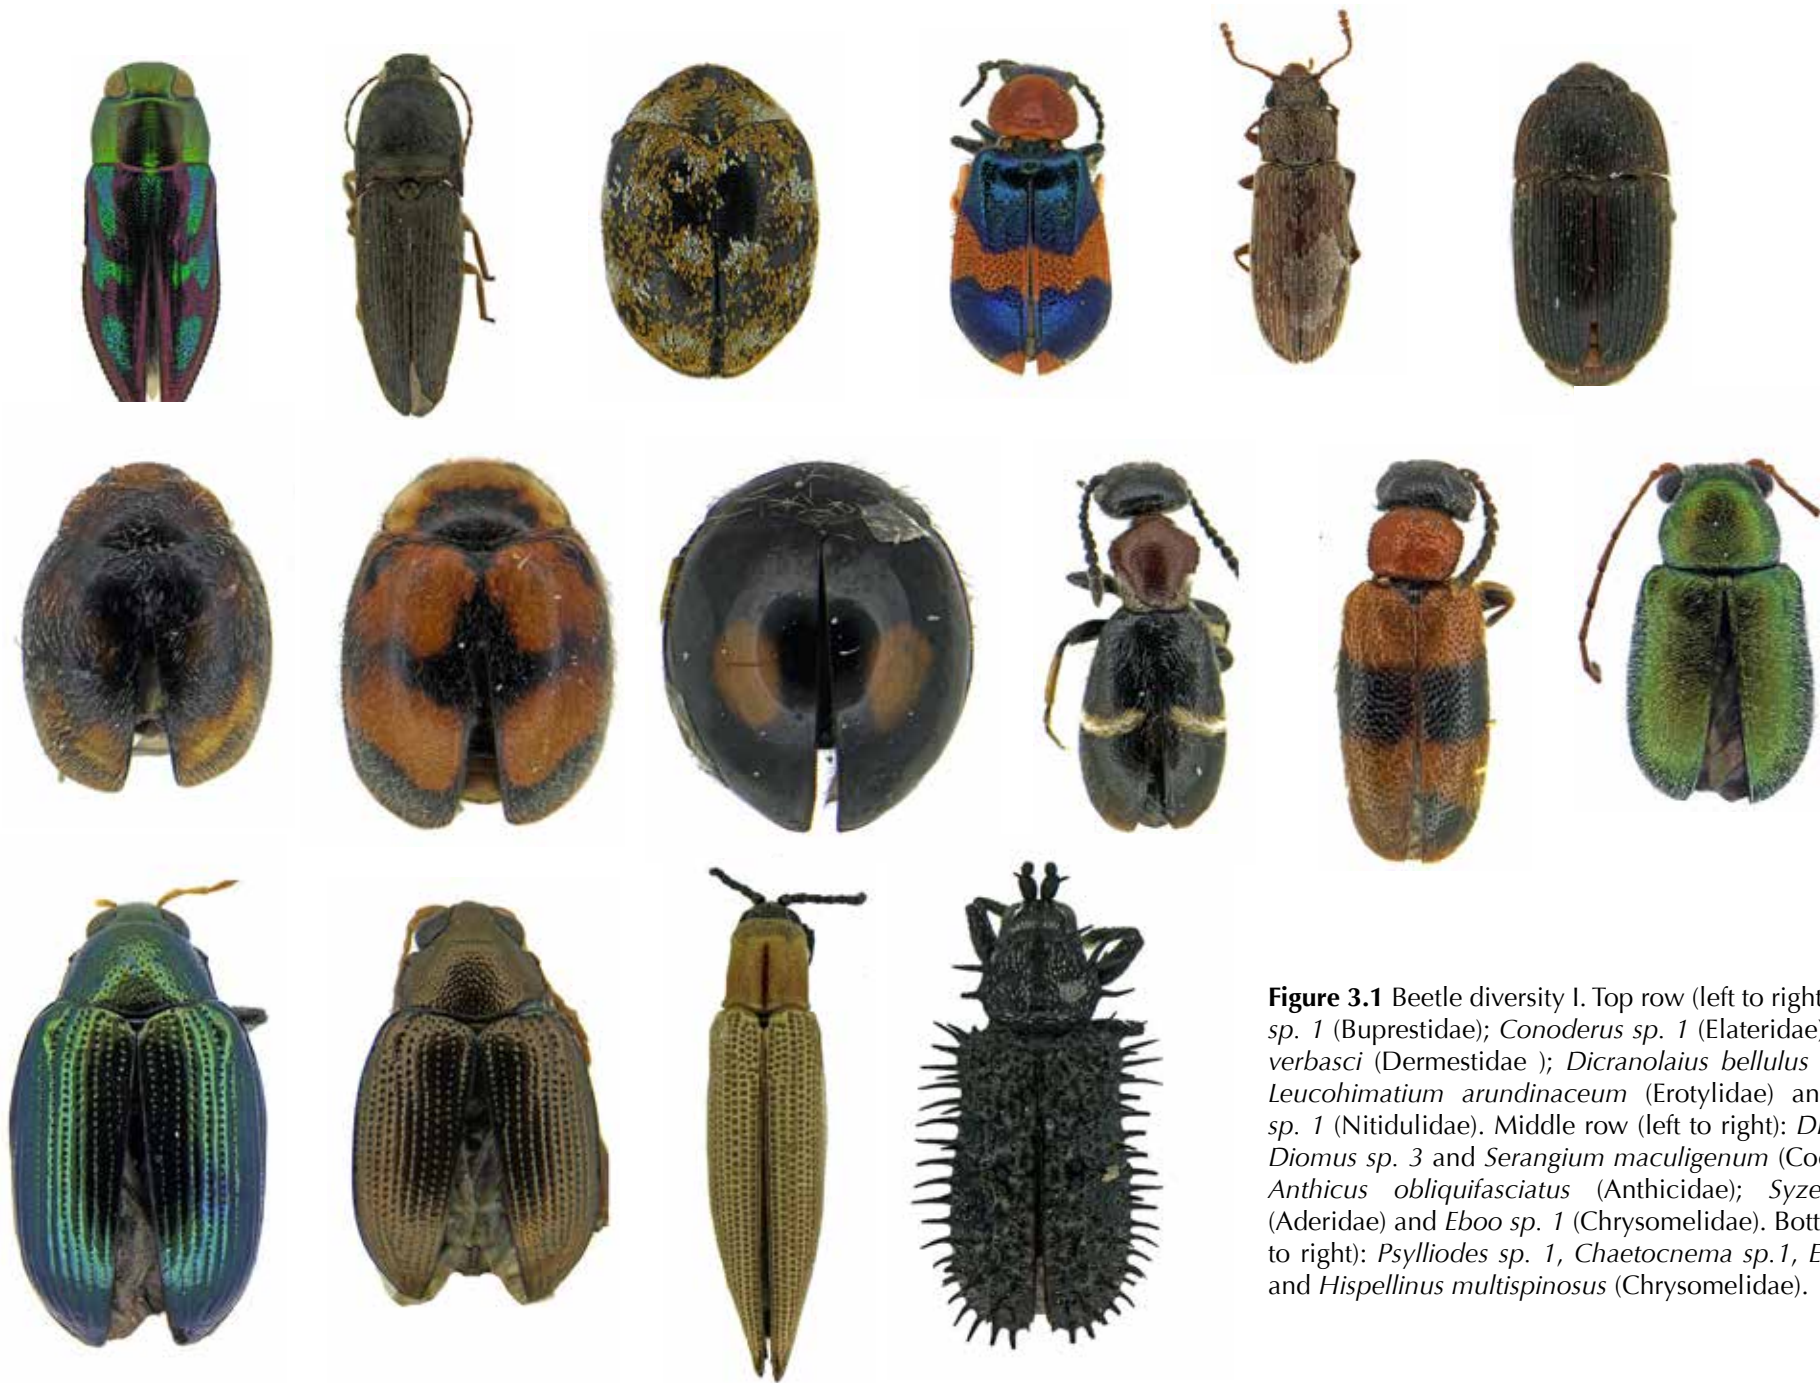 Figure 3.1 Beetle diversity I. Top row (left to right
sp. 1 (Buprestidae); Conoderus sp. 1 (Elateridae)
verbasci (Dermestidae ); Dicranolaius bellulus
Leucohimatium arundinaceum (Erotylidae) an
sp. 1 (Nitidulidae). Middle row (left to right):
Diomus sp. 3 and Serangium maculigenum (Co
Anthicus obliquifasciatus (Anthicidae); Syze
(Aderidae) and Eboo sp. 1 (Chrysomelidae). Bott
to right): Psylliodes sp. 1, Chaetocnema sp.1,
and Hispellinus multispinosus (Chrysomelidae).